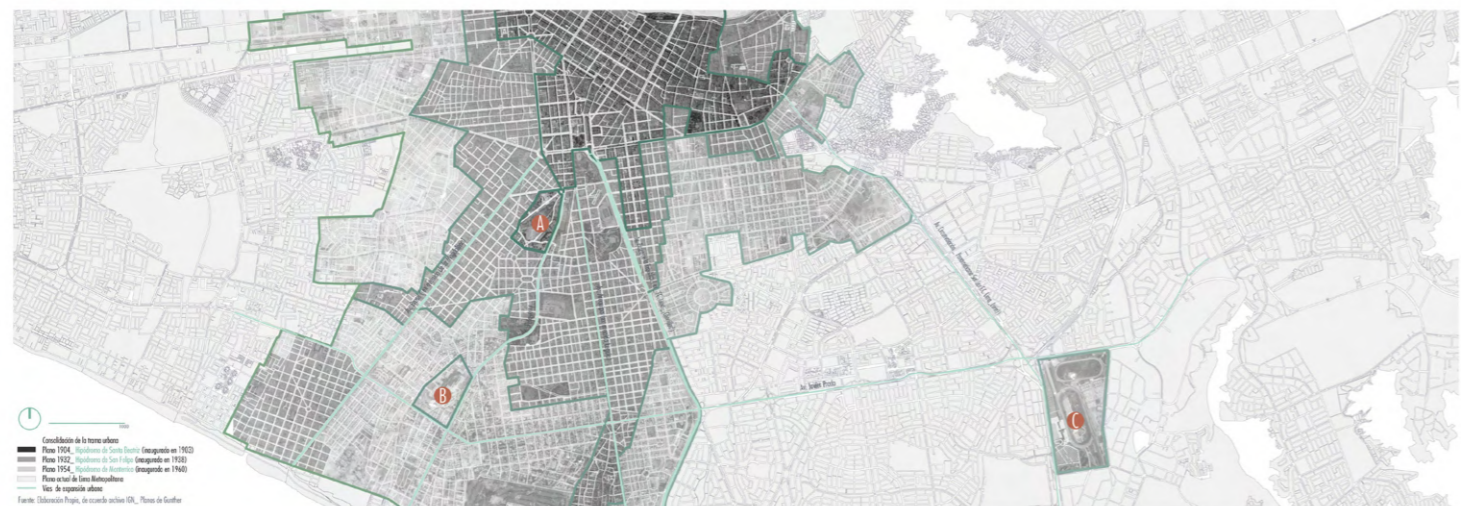 A
B
C
Av. Javier Prado
Consolidación de la trama urbana
Plano 1904_ Hipódromo de Santa Beatriz (inaugurado en 1903)
Plano 1932_ Hipódromo de San Felipe (inaugurado en 1938)
Plano 1954_ Hipódromo de Monterrico (inaugurado en 1960)
Plano actual de Lima Metropolitana
Vías de expansión urbana
Fuente: Elaboración Propia, de acuerdo archivo IGN_ Planos de Gunther